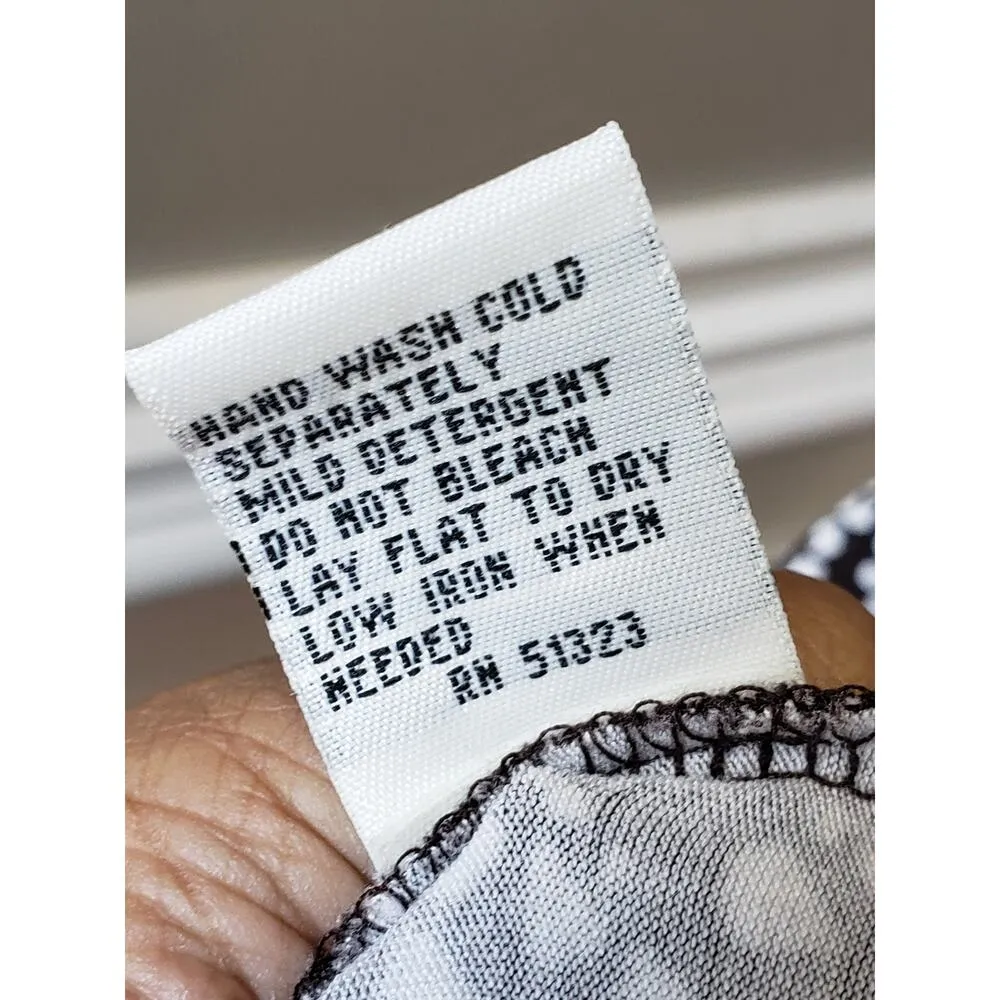 HAND WASH COLD
SEPARATELY
MILD DETERGENT
DO NOT BLEACH
LAY FLAT TO DRY
LOW IRON WHEN
NEEDED
RN 51323